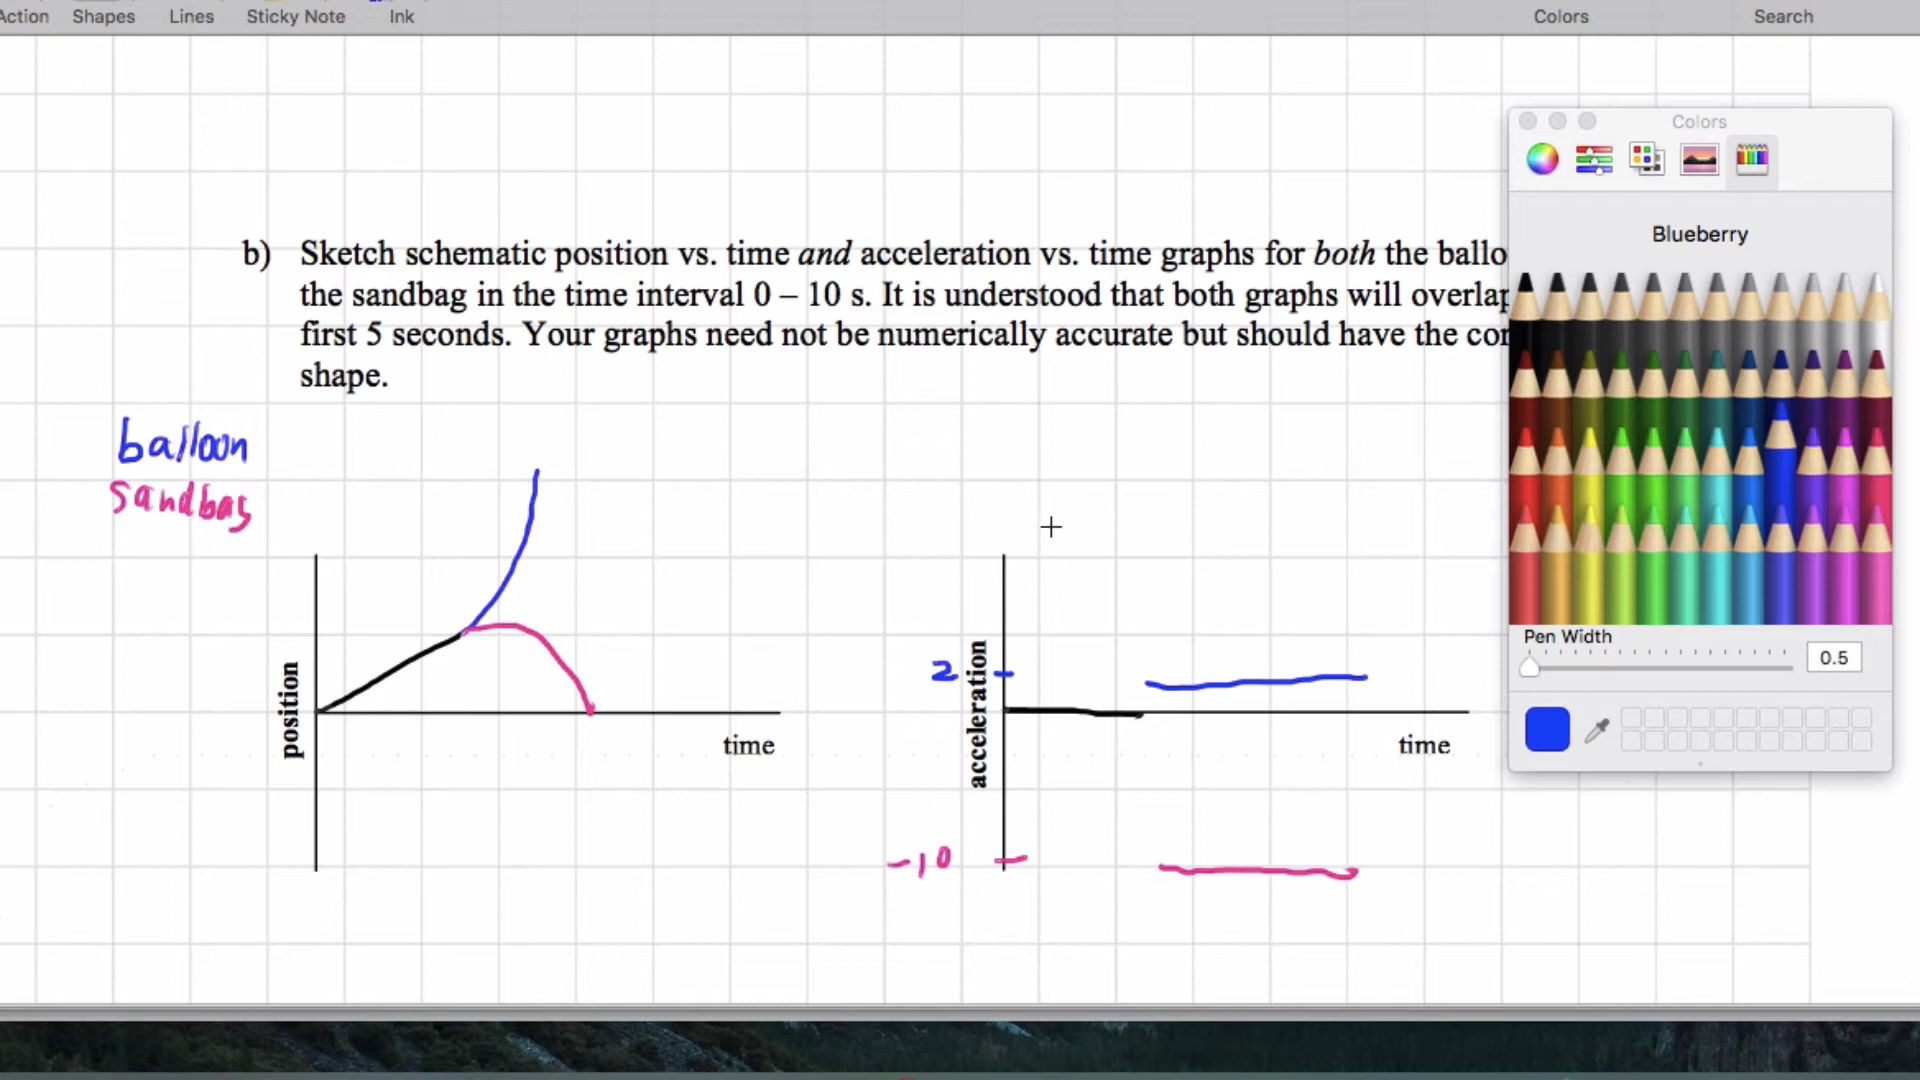 Action Shapes Lines Sticky Note Ink Colors Search
Colors
Blueberry
b) Sketch schematic position vs. time and acceleration vs. time graphs for both the ballo
the sandbag in the time interval 0 – 10 s. It is understood that both graphs will overlap
first 5 seconds. Your graphs need not be numerically accurate but should have the cor
shape.
balloon
sandbag
Pen Width
0.5
position
time
2
acceleration
time
-10